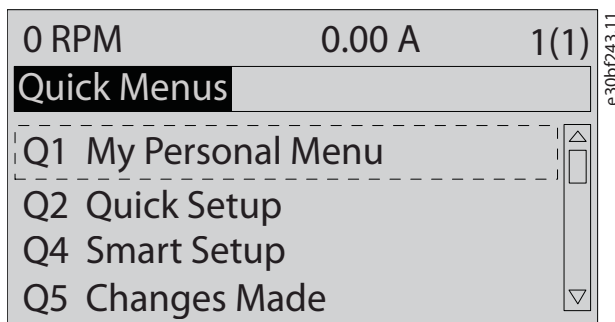 0 RPM 0.00 A 1(1)
Quick Menus
Q1 My Personal Menu
Q2 Quick Setup
Q4 Smart Setup
Q5 Changes Made
e30bf243.11